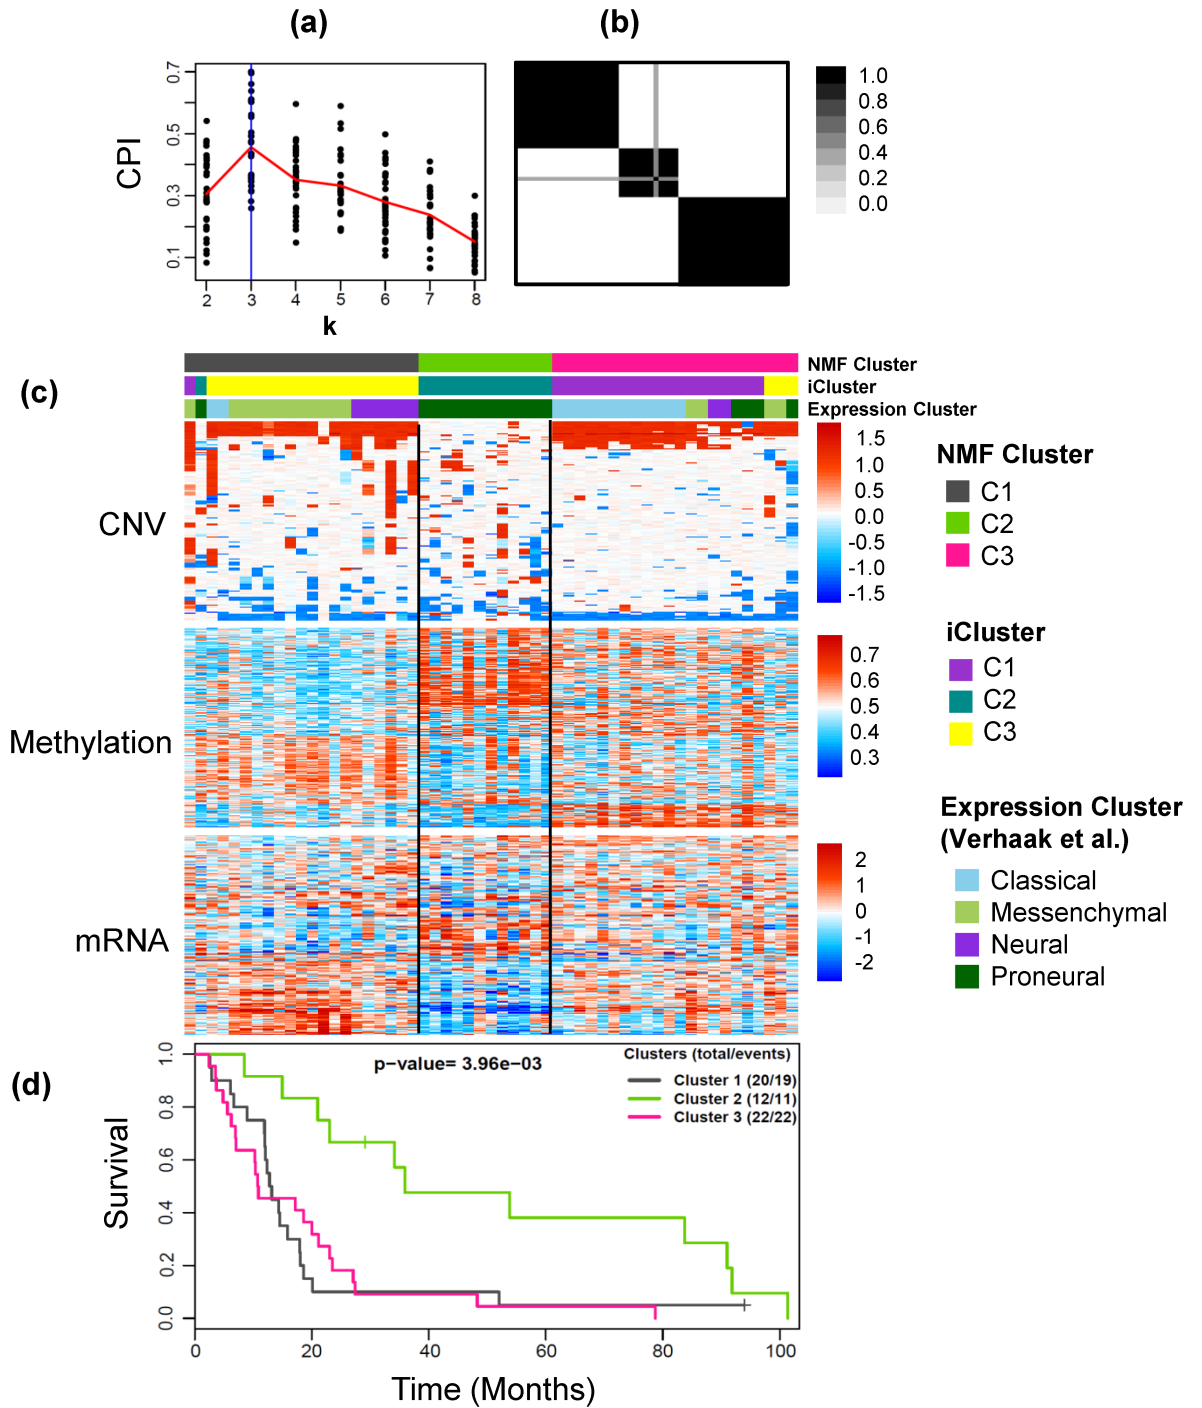 (a)
(b)
CPI
0.7
0.5
0.3
0.1
2 3 4 5 6 7 8
k
1.0
0.8
0.6
0.4
0.2
0.0
(c)
NMF Cluster
iCluster
Expression Cluster
CNV
1.5
1.0
0.5
0.0
-0.5
-1.0
-1.5
Methylation
0.7
0.6
0.5
0.4
0.3
mRNA
2
1
0
-1
-2
NMF Cluster
C1
C2
C3
iCluster
C1
C2
C3
Expression Cluster
(Verhaak et al.)
Classical
Messenchymal
Neural
Proneural
(d)
p-value= 3.96e-03
Clusters (total/events)
Cluster 1 (20/19)
Cluster 2 (12/11)
Cluster 3 (22/22)
Survival
1.0
0.8
0.6
0.4
0.2
0.0
0 20 40 60 80 100
Time (Months)